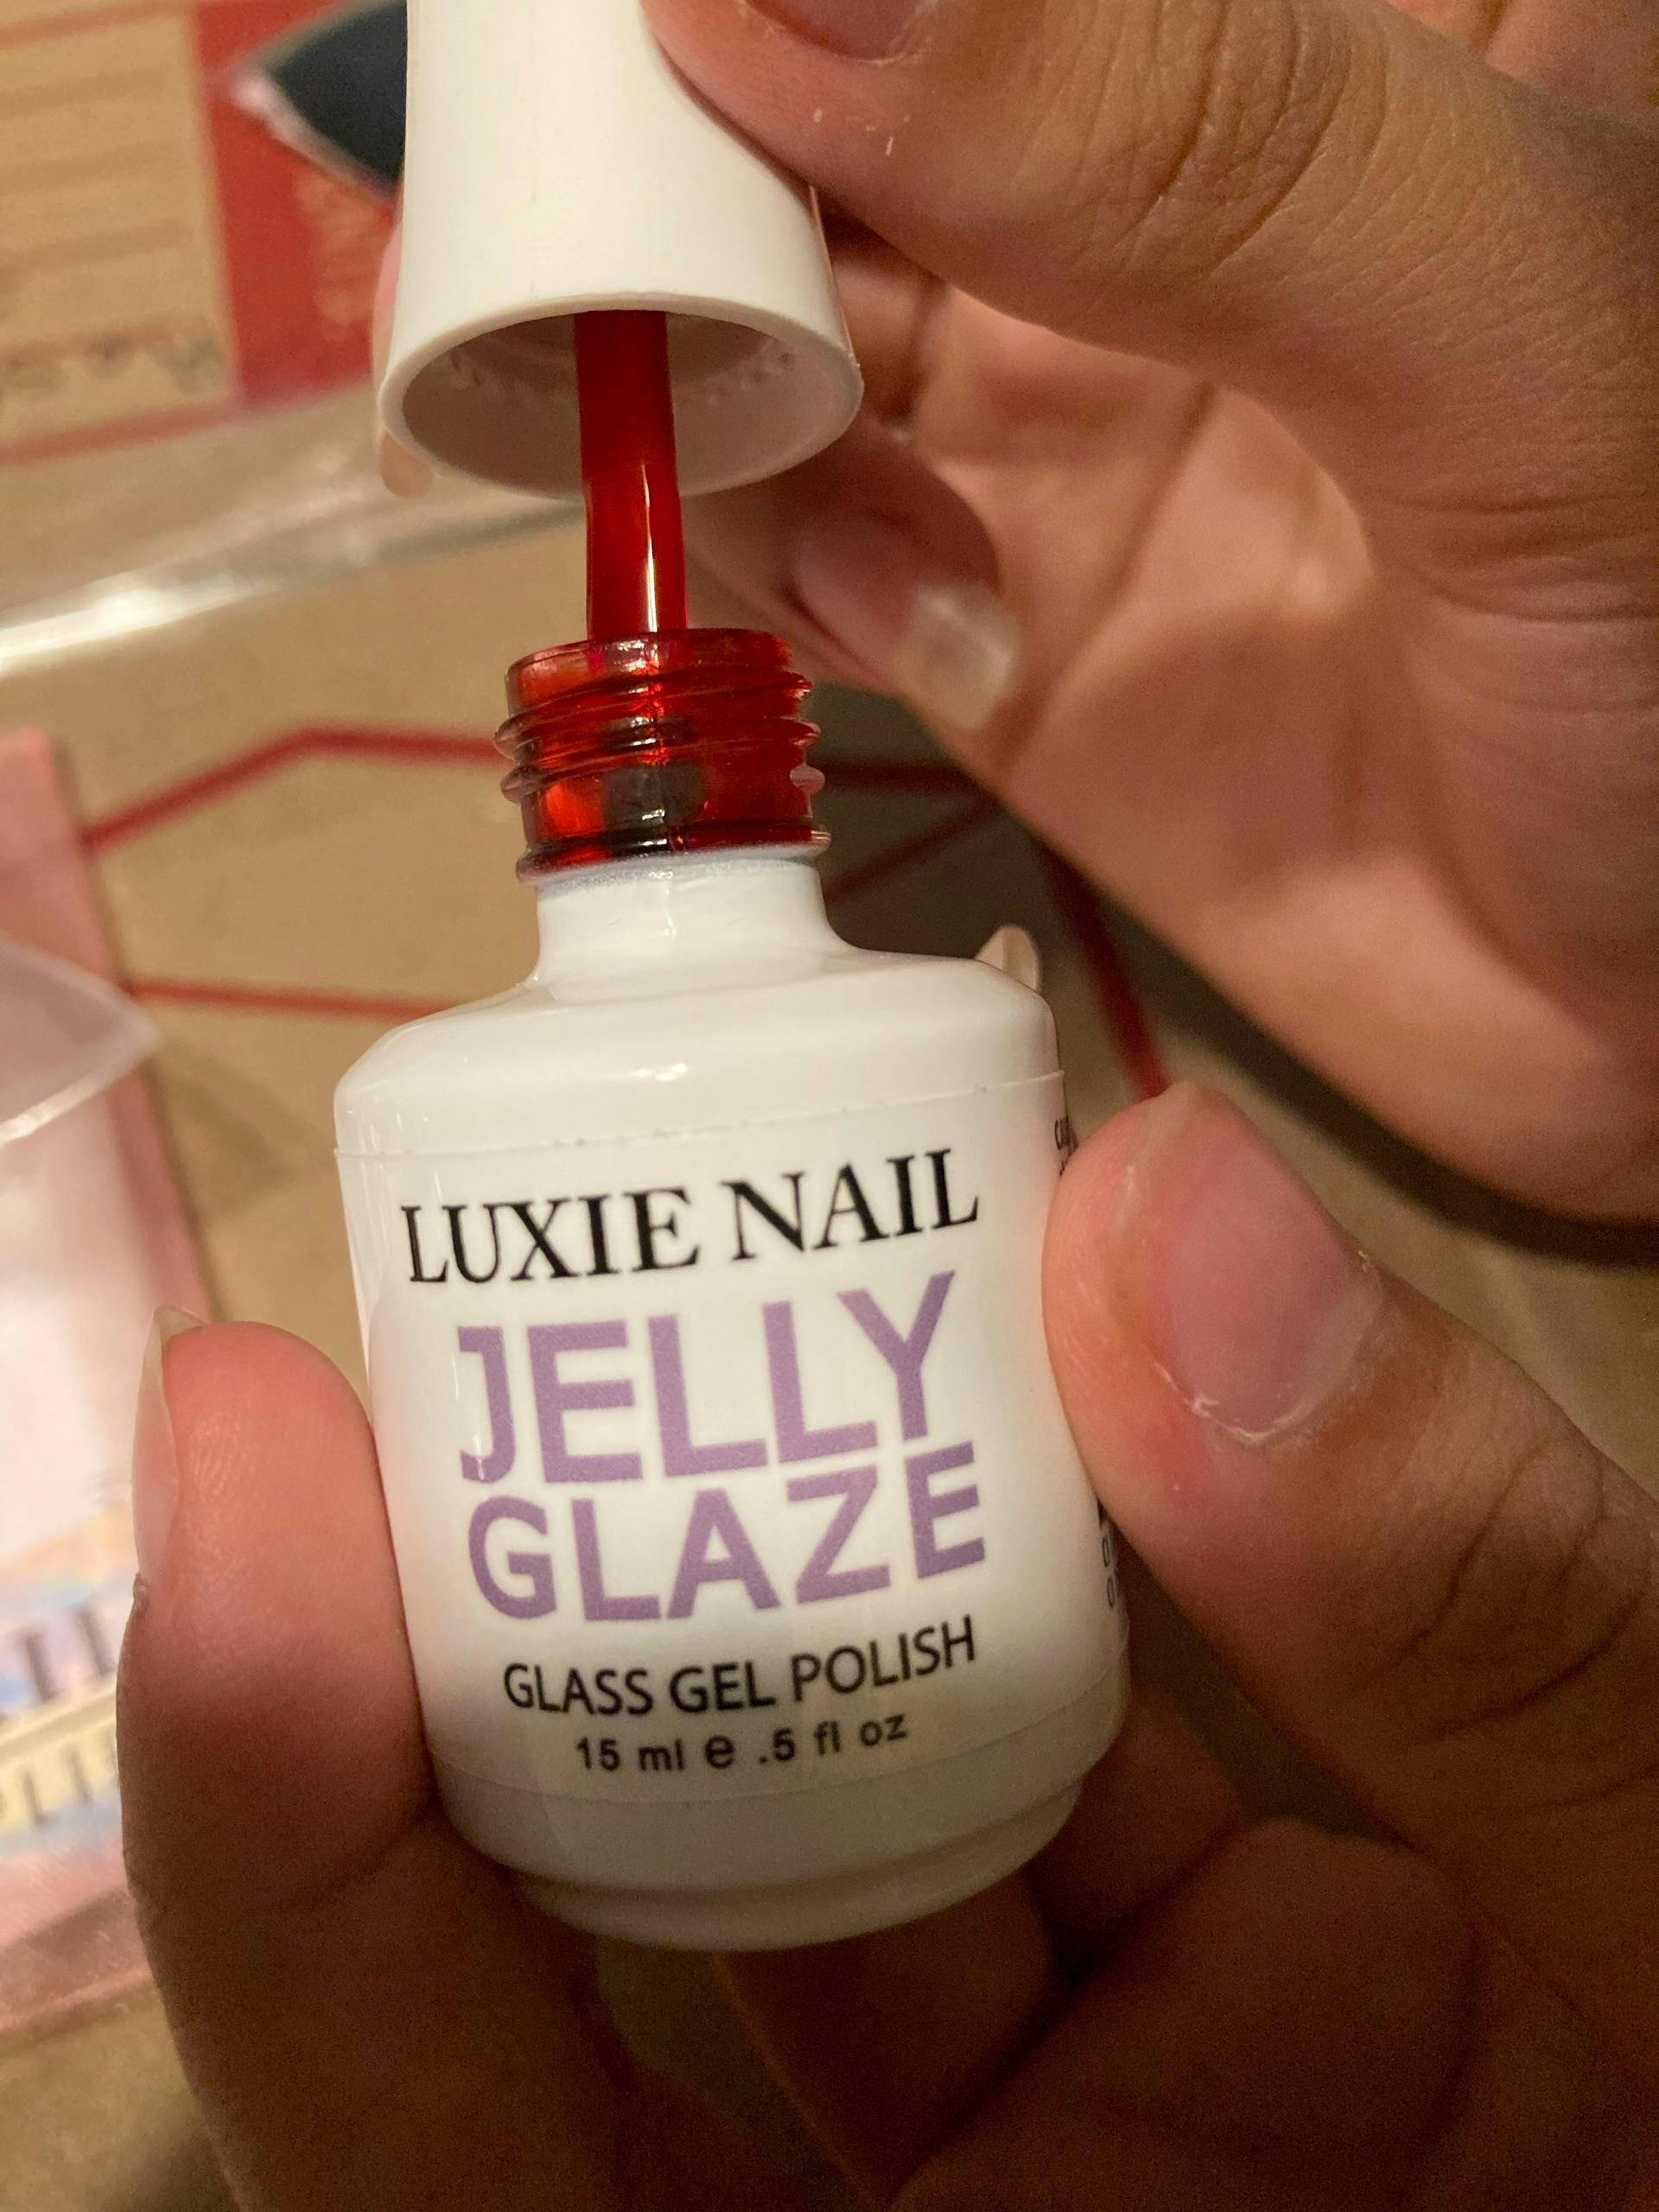 LUXIE NAIL
JELLY
GLAZE
GLASS GEL POLISH
15 ml e .5 fl oz